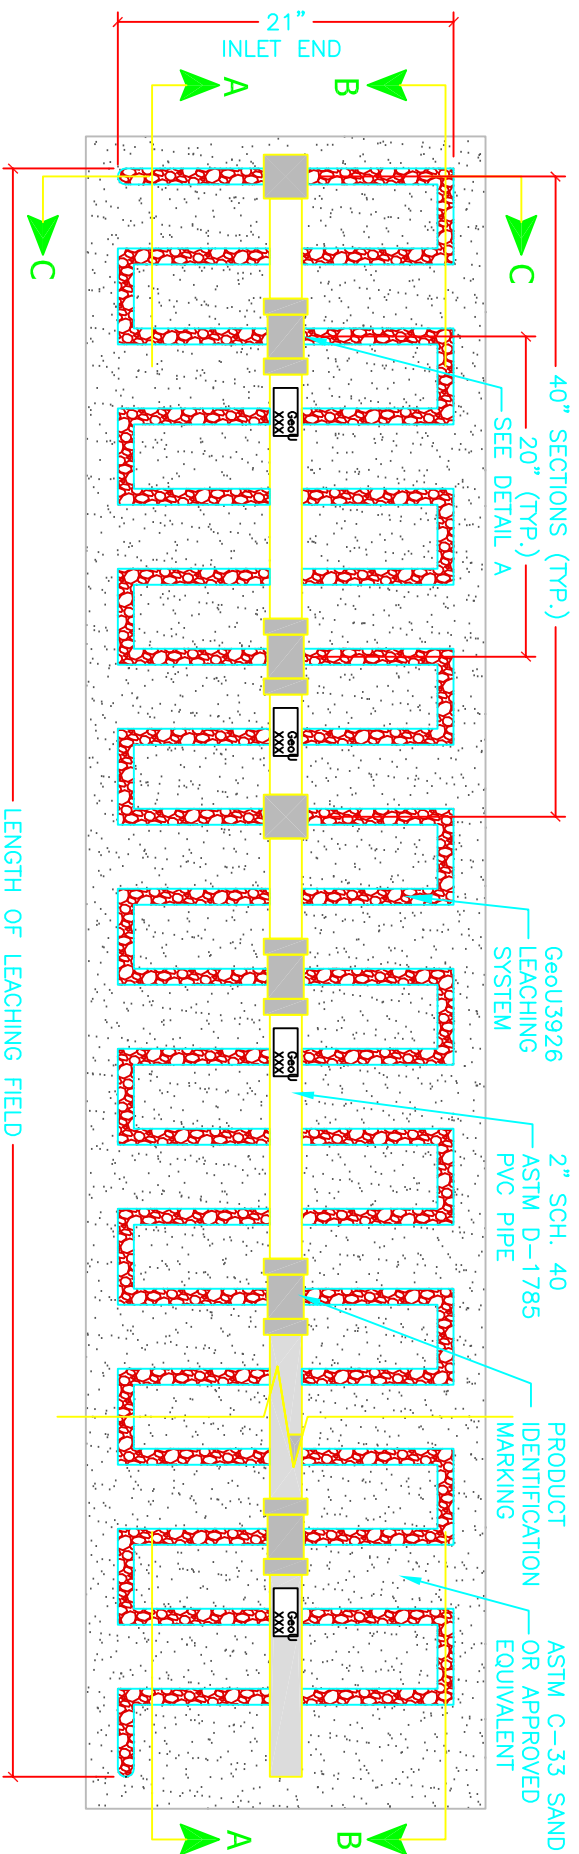 21"
INLET END
A
B
C
C
40" SECTIONS (TYP.)
20" (TYP.)
SEE DETAIL A
GeoU
XXX
GeoU
XXX
GeoU3926
LEACHING
SYSTEM
GeoU
XXX
2" SCH. 40
ASTM D-1785
PVC PIPE
PRODUCT
IDENTIFICATION
MARKING
ASTM C-33 SAND
OR APPROVED
EQUIVALENT
GeoU
XXX
LENGTH OF LEACHING FIELD
A
B